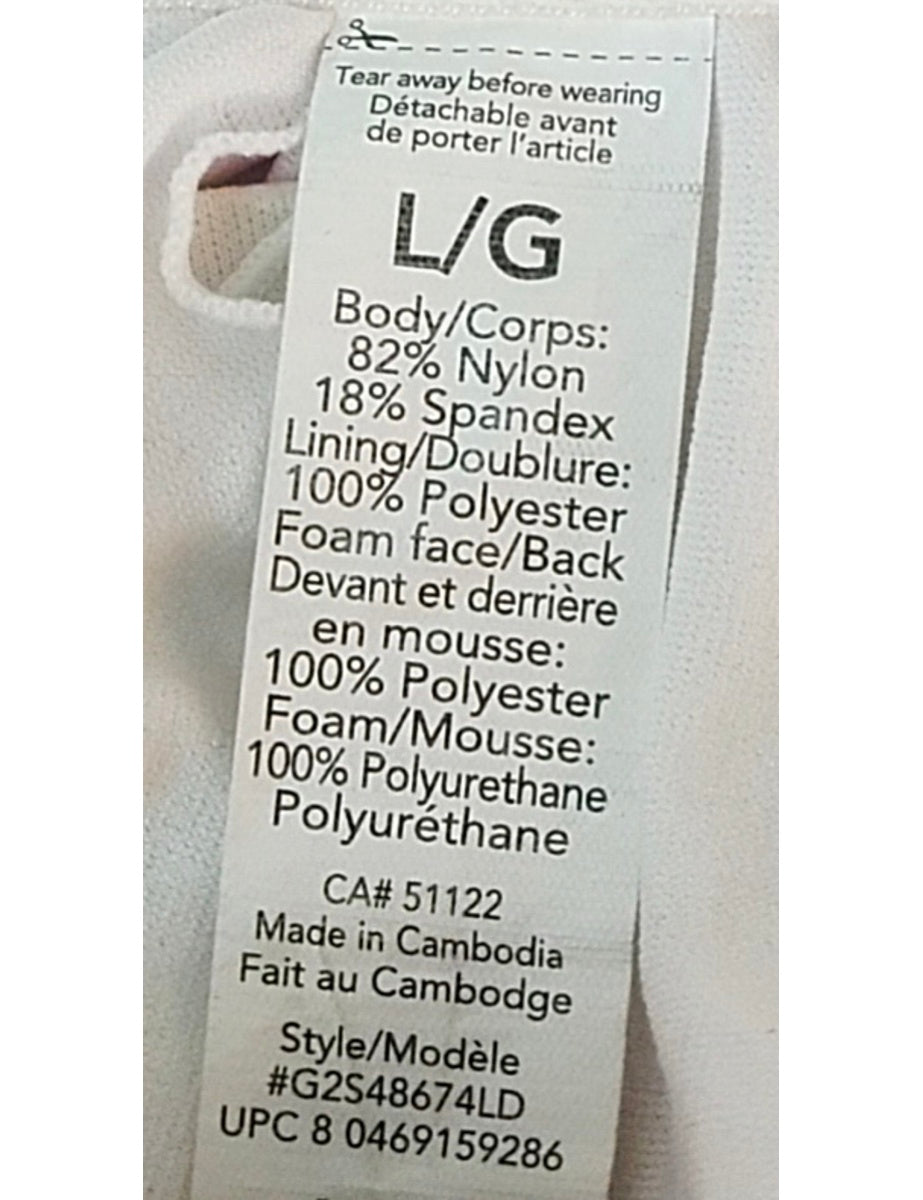 Tear away before wearing
Détachable avant
de porter l'article
L/G
Body/Corps:
82% Nylon
18% Spandex
Lining/Doublure:
100% Polyester
Foam face/Back
Devant et derrière
en mousse:
100% Polyester
Foam/Mousse:
100% Polyurethane
Polyuréthane
CA# 51122
Made in Cambodia
Fait au Cambodge
Style/Modèle
#G2S48674LD
UPC 8 0469159286